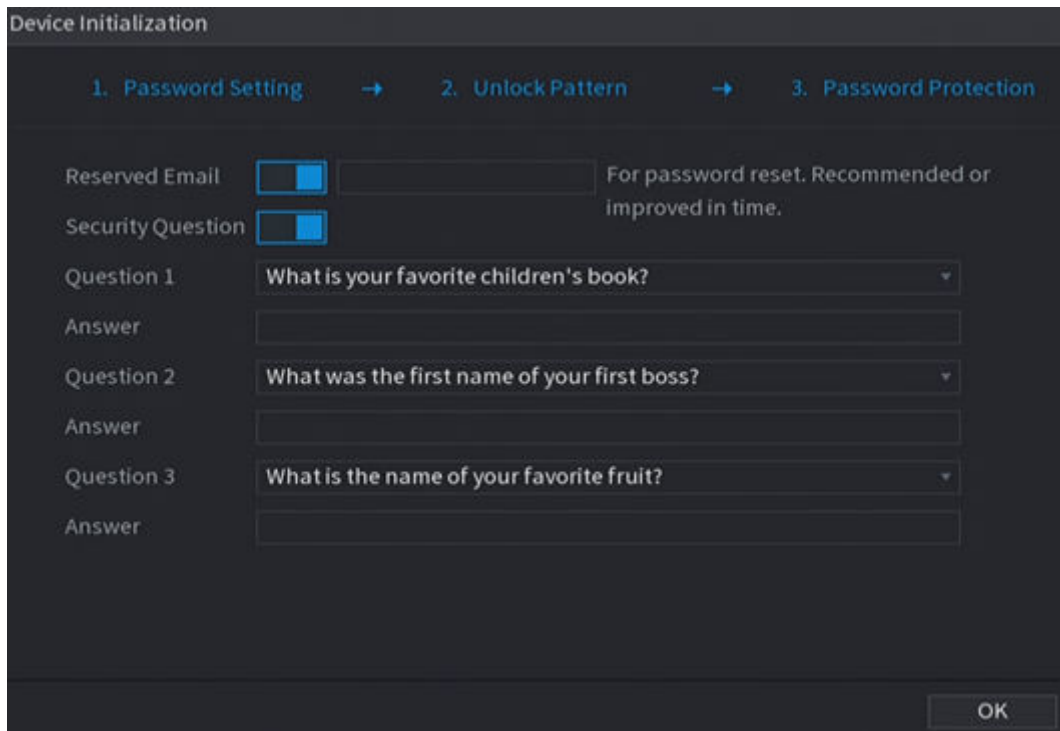 Device Initialization
1. Password Setting → 2. Unlock Pattern → 3. Password Protection
Reserved Email For password reset. Recommended or
improved in time.
Security Question
Question 1 What is your favorite children's book?
Answer
Question 2 What was the first name of your first boss?
Answer
Question 3 What is the name of your favorite fruit?
Answer
OK